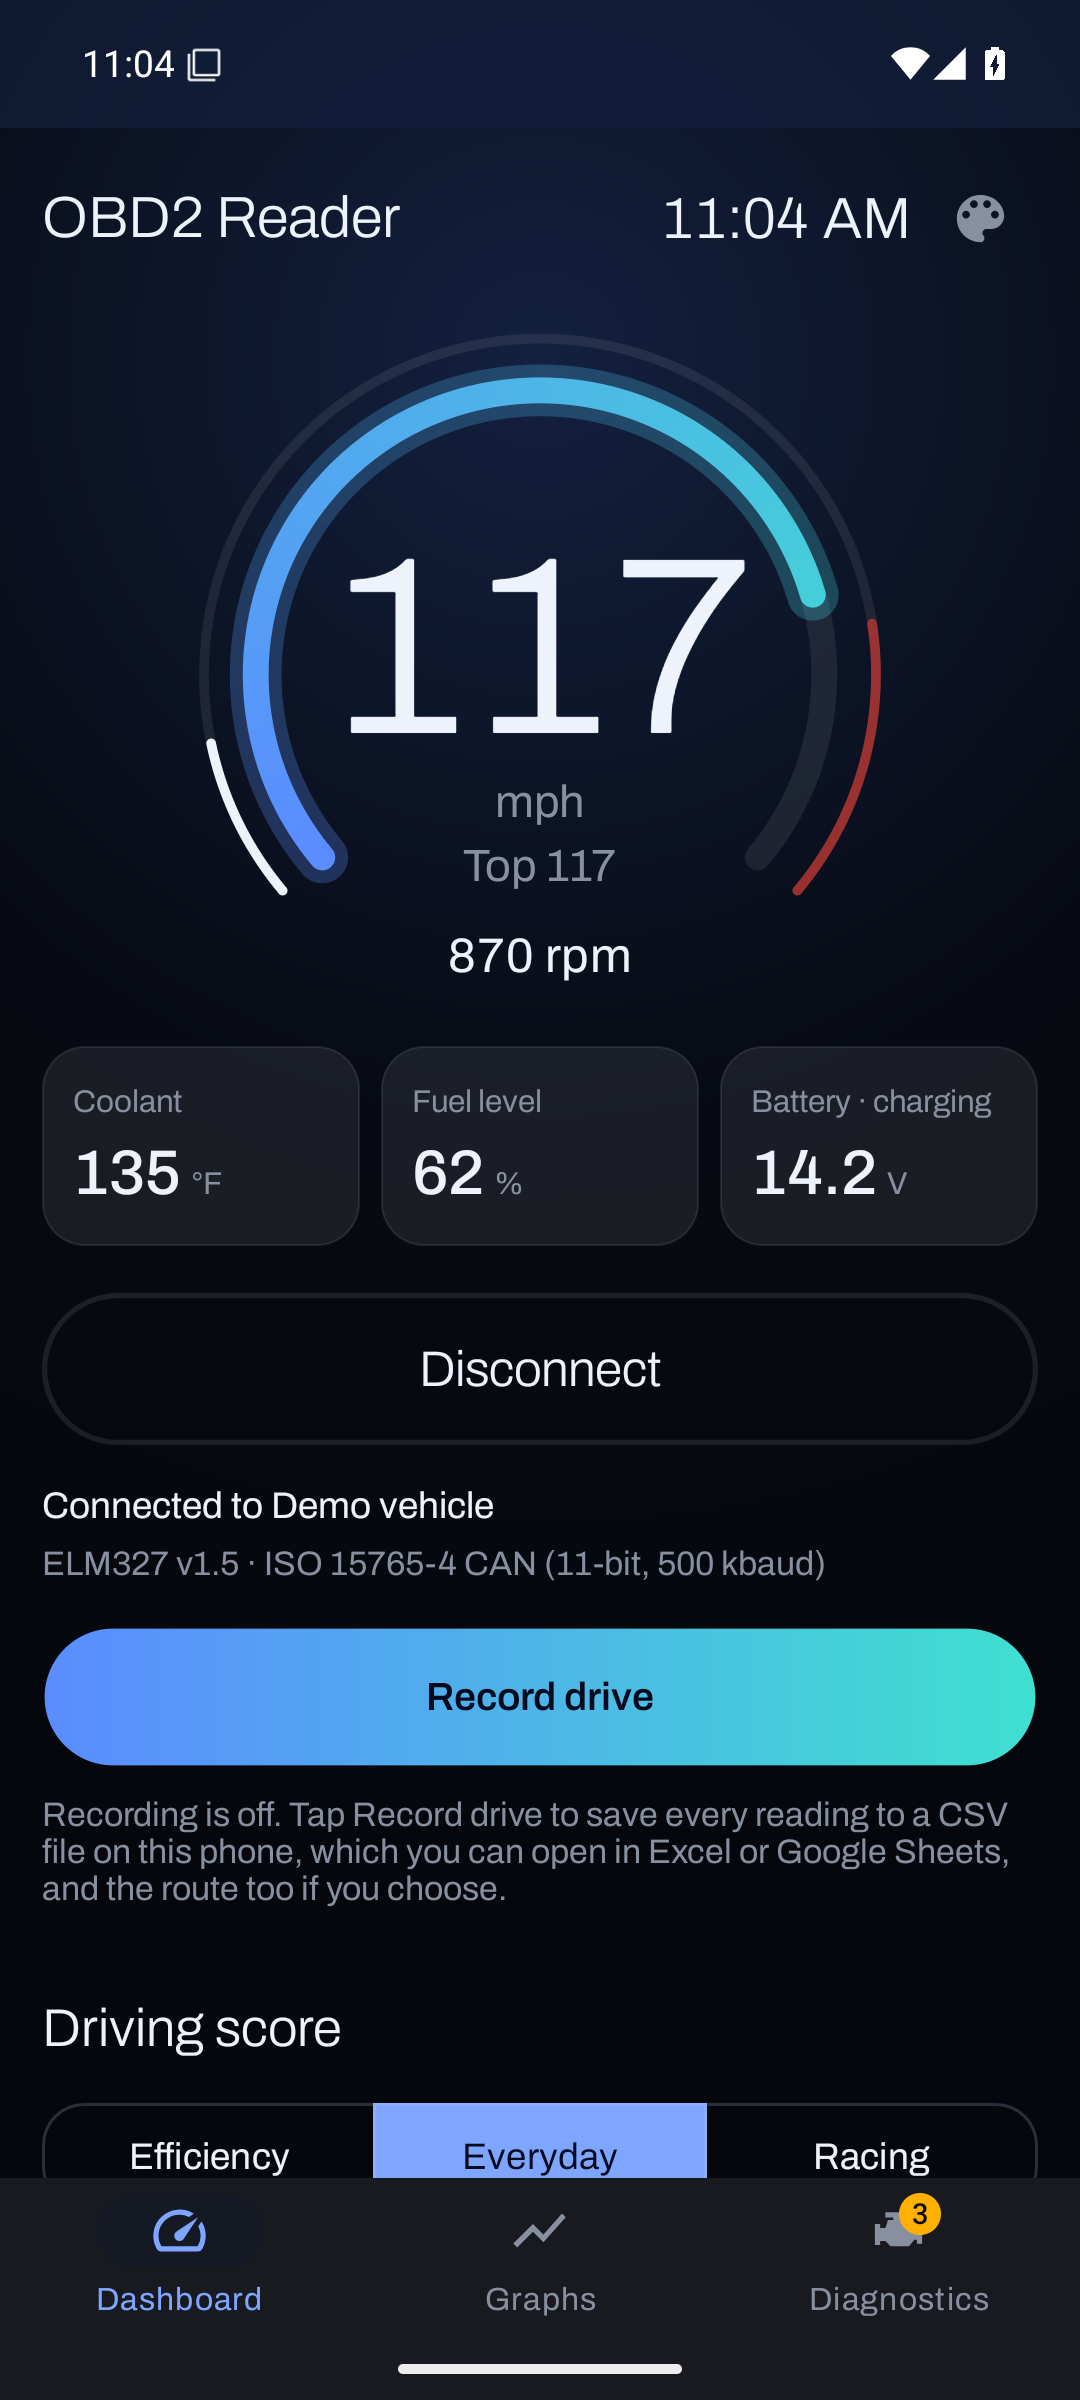 11:04
OBD2 Reader
11:04 AM
117
mph
Top 117
870 rpm
Coolant
135 °F
Fuel level
62 %
Battery · charging
14.2 V
Disconnect
Connected to Demo vehicle
ELM327 v1.5 · ISO 15765-4 CAN (11-bit, 500 kbaud)
Record drive
Recording is off. Tap Record drive to save every reading to a CSV
file on this phone, which you can open in Excel or Google Sheets,
and the route too if you choose.
Driving score
Efficiency
Everyday
Racing
3
Dashboard
Graphs
Diagnostics